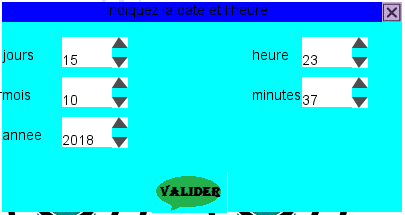 Indiquez la date et l'heure
jours 15 heure 23
mois 10 minutes 37
annee 2018
VALIDER